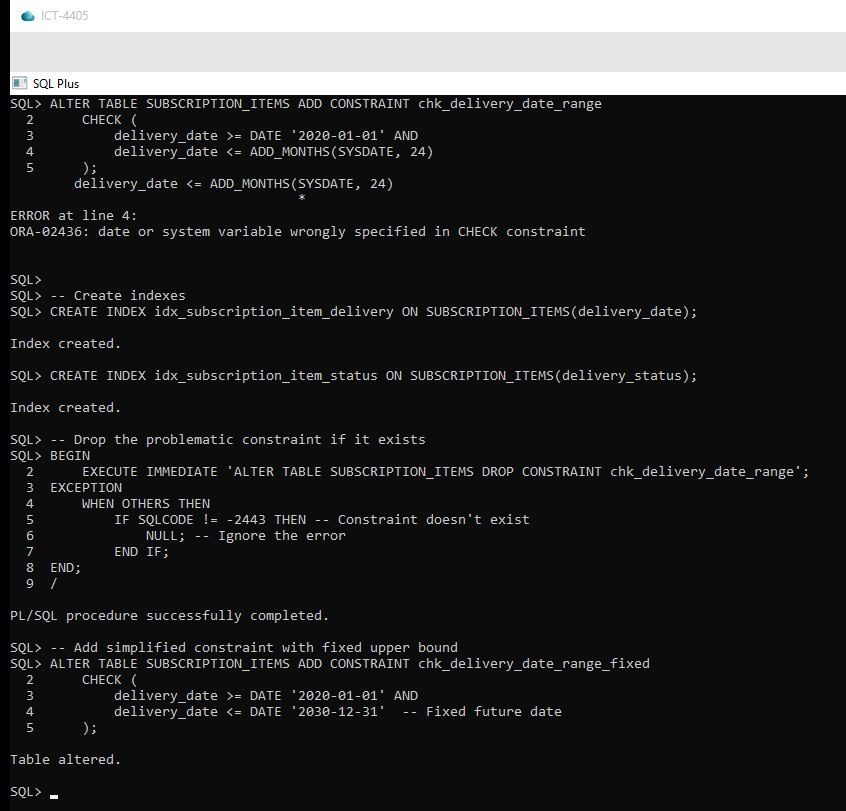 ICT-4405
SQL Plus
SQL> ALTER TABLE SUBSCRIPTION_ITEMS ADD CONSTRAINT chk_delivery_date_range
  2      CHECK (
  3          delivery_date >= DATE '2020-01-01' AND
  4          delivery_date <= ADD_MONTHS(SYSDATE, 24)
  5      );
        delivery_date <= ADD_MONTHS(SYSDATE, 24)
                                    *
ERROR at line 4:
ORA-02436: date or system variable wrongly specified in CHECK constraint
SQL>
SQL> -- Create indexes
SQL> CREATE INDEX idx_subscription_item_delivery ON SUBSCRIPTION_ITEMS(delivery_date);
Index created.
SQL> CREATE INDEX idx_subscription_item_status ON SUBSCRIPTION_ITEMS(delivery_status);
Index created.
SQL> -- Drop the problematic constraint if it exists
SQL> BEGIN
  2      EXECUTE IMMEDIATE 'ALTER TABLE SUBSCRIPTION_ITEMS DROP CONSTRAINT chk_delivery_date_range';
  3  EXCEPTION
  4      WHEN OTHERS THEN
  5          IF SQLCODE != -2443 THEN -- Constraint doesn't exist
  6              NULL; -- Ignore the error
  7          END IF;
  8  END;
  9  /
PL/SQL procedure successfully completed.
SQL> -- Add simplified constraint with fixed upper bound
SQL> ALTER TABLE SUBSCRIPTION_ITEMS ADD CONSTRAINT chk_delivery_date_range_fixed
  2      CHECK (
  3          delivery_date >= DATE '2020-01-01' AND
  4          delivery_date <= DATE '2030-12-31'  -- Fixed future date
  5      );
Table altered.
SQL>